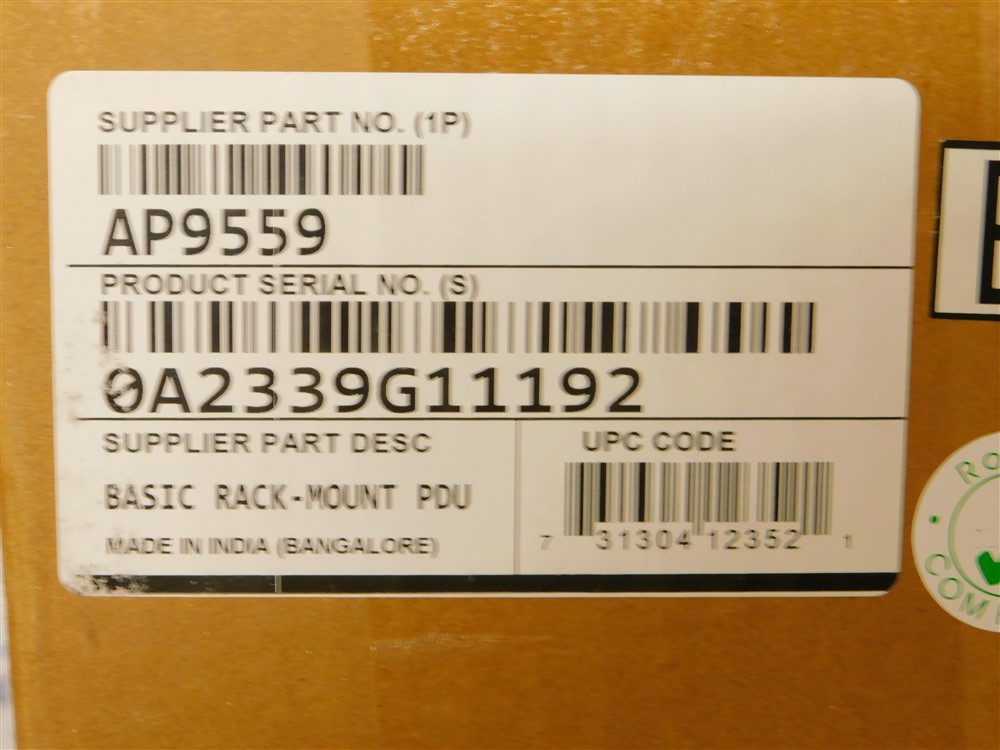 SUPPLIER PART NO. (1P)
AP9559
PRODUCT SERIAL NO. (S)
0A2339G11192
SUPPLIER PART DESC
BASIC RACK-MOUNT PDU
MADE IN INDIA (BANGALORE)
UPC CODE
7 31304 12352 1